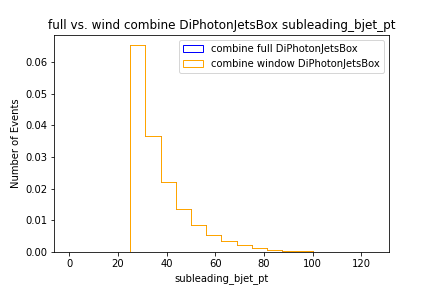 full vs. wind combine DiPhotonJetsBox subleading_bjet_pt
combine full DiPhotonJetsBox
combine window DiPhotonJetsBox
Number of Events
0.06
0.05
0.04
0.03
0.02
0.01
0.00
0 20 40 60 80 100 120
subleading_bjet_pt